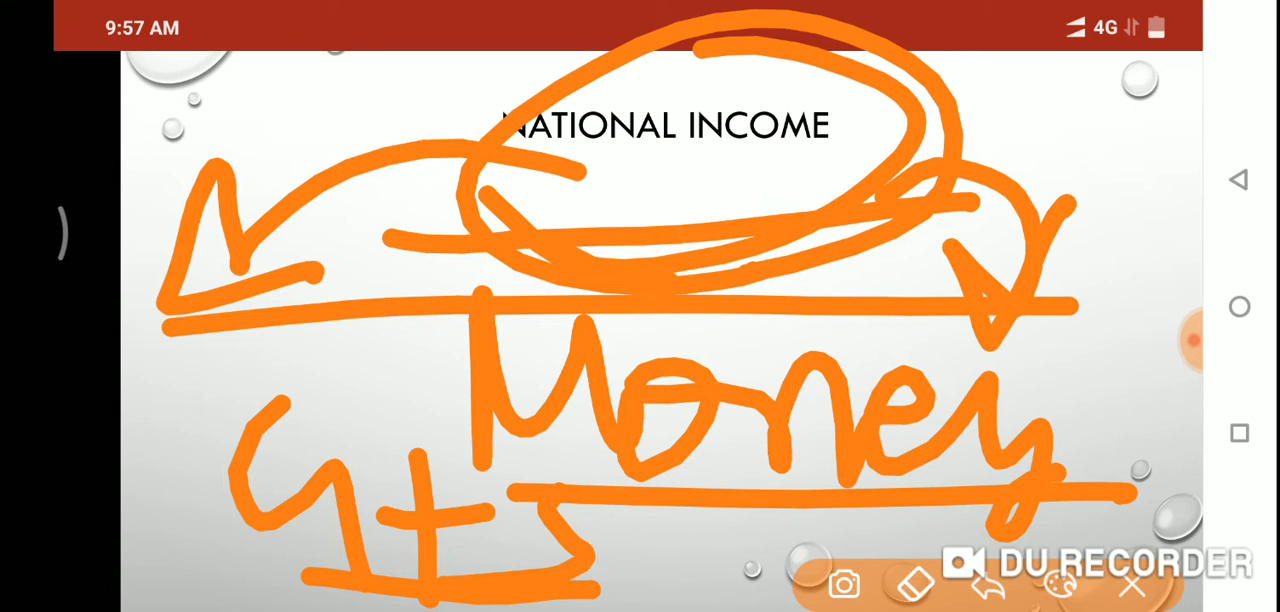 9:57 AM
4G
NATIONAL INCOME
Money
G+S
DU RECORDER